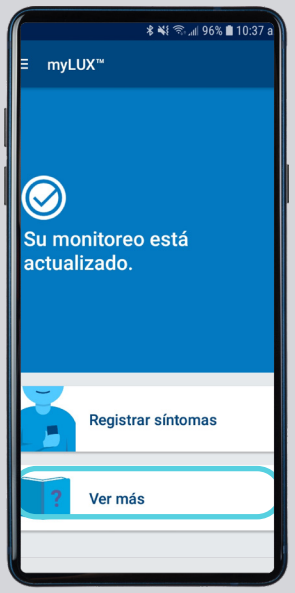 96% 10:37 a
myLUX™
Su monitoreo está
actualizado.
Registrar síntomas
?
Ver más